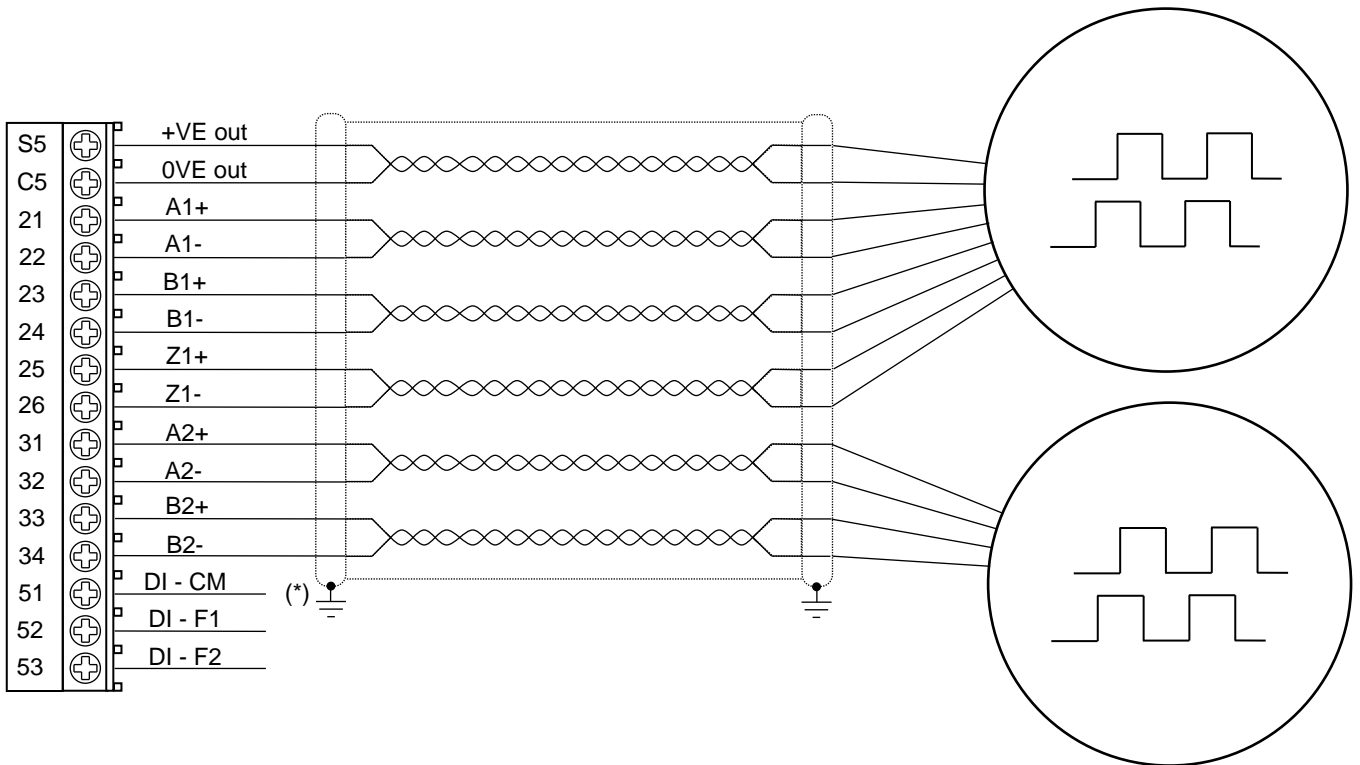 S5 +VE out
C5 0VE out
21 A1+
22 A1-
23 B1+
24 B1-
25 Z1+
26 Z1-
31 A2+
32 A2-
33 B2+
34 B2-
51 DI - CM (*)
52 DI - F1
53 DI - F2